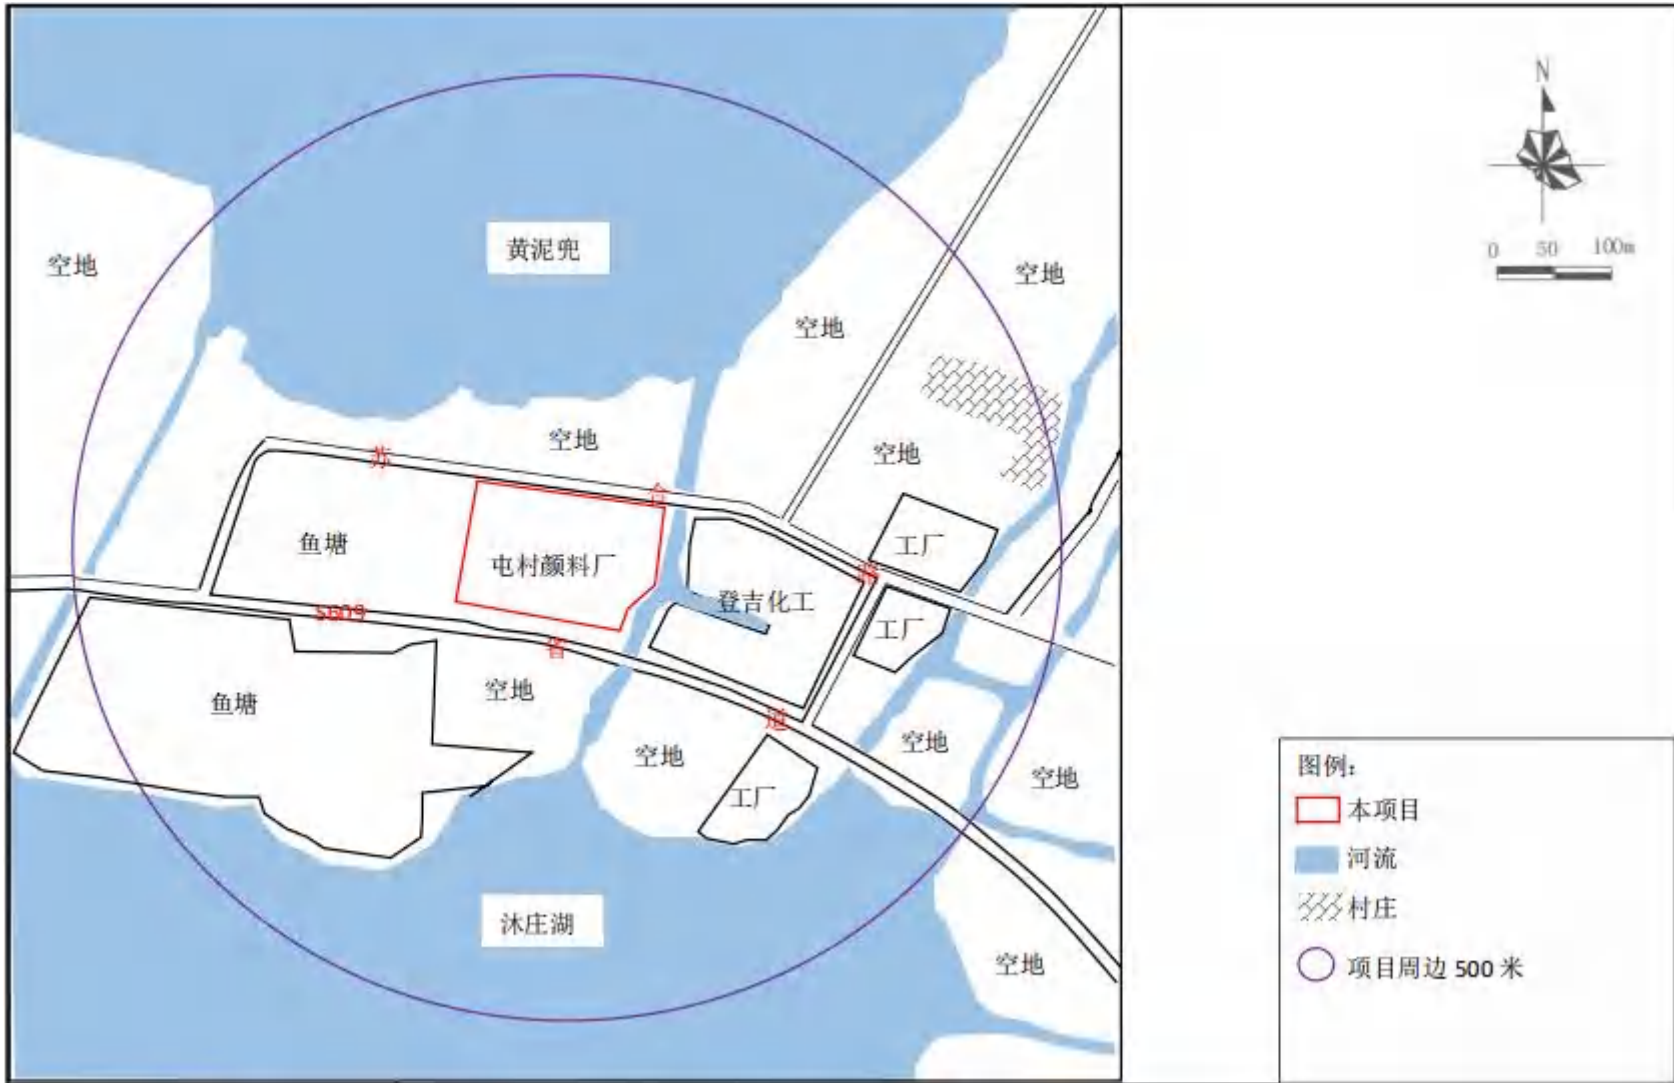 N
0 50 100m
黄泥兜
空地
空地
空地
空地
空地
苏
合
路
鱼塘
屯村颜料厂
登吉化工
工厂
工厂
S609
省
道
鱼塘
空地
空地
工厂
空地
空地
沐庄湖
空地
图例：
本项目
河流
村庄
项目周边 500 米